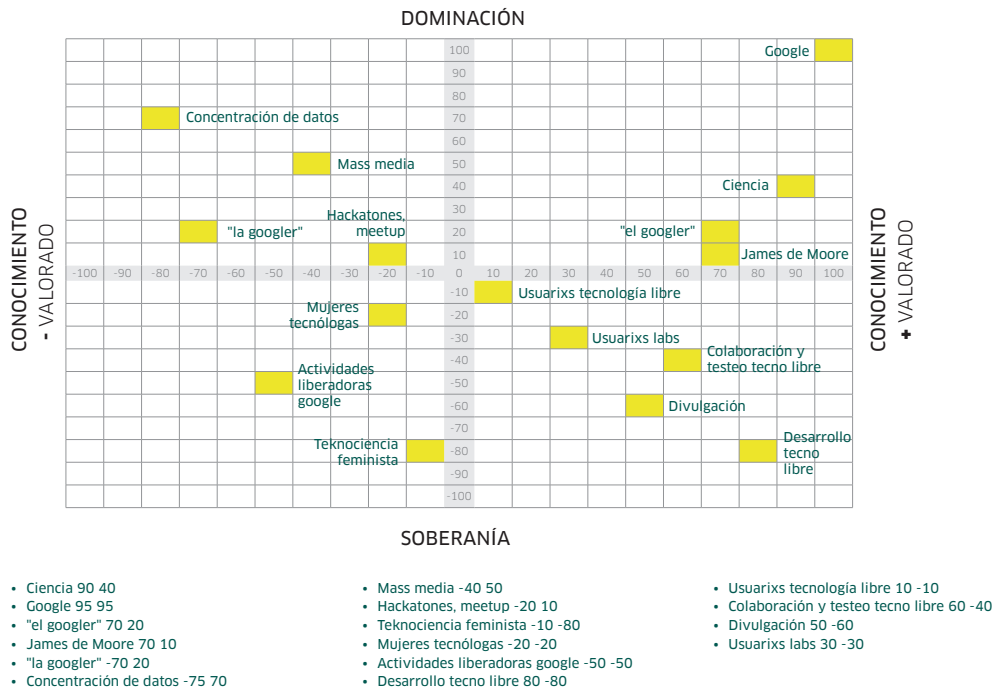 DOMINACIÓN
100
Google
90
80
70
Concentración de datos
60
50
Mass media
40
Ciencia
30
Hackatones,
meetup
20
"la googler"
"el googler"
10
James de Moore
-100 -90 -80 -70 -60 -50 -40 -30 -20 -10 0 10 20 30 40 50 60 70 80 90 100
CONOCIMIENTO
- VALORADO
CONOCIMIENTO
+ VALORADO
-10
Usuarixs tecnología libre
Mujeres
tecnólogas
-20
-30
Usuarixs labs
-40
Colaboración y
testeo tecno libre
Actividades
liberadoras
google
-50
-60
Divulgación
-70
Teknociencia
feminista
-80
Desarrollo
tecno
libre
-90
-100
SOBERANÍA
• Ciencia 90 40
• Google 95 95
• "el googler" 70 20
• James de Moore 70 10
• "la googler" -70 20
• Concentración de datos -75 70
• Mass media -40 50
• Hackatones, meetup -20 10
• Teknociencia feminista -10 -80
• Mujeres tecnólogas -20 -20
• Actividades liberadoras google -50 -50
• Desarrollo tecno libre 80 -80
• Usuarixs tecnología libre 10 -10
• Colaboración y testeo tecno libre 60 -40
• Divulgación 50 -60
• Usuarixs labs 30 -30